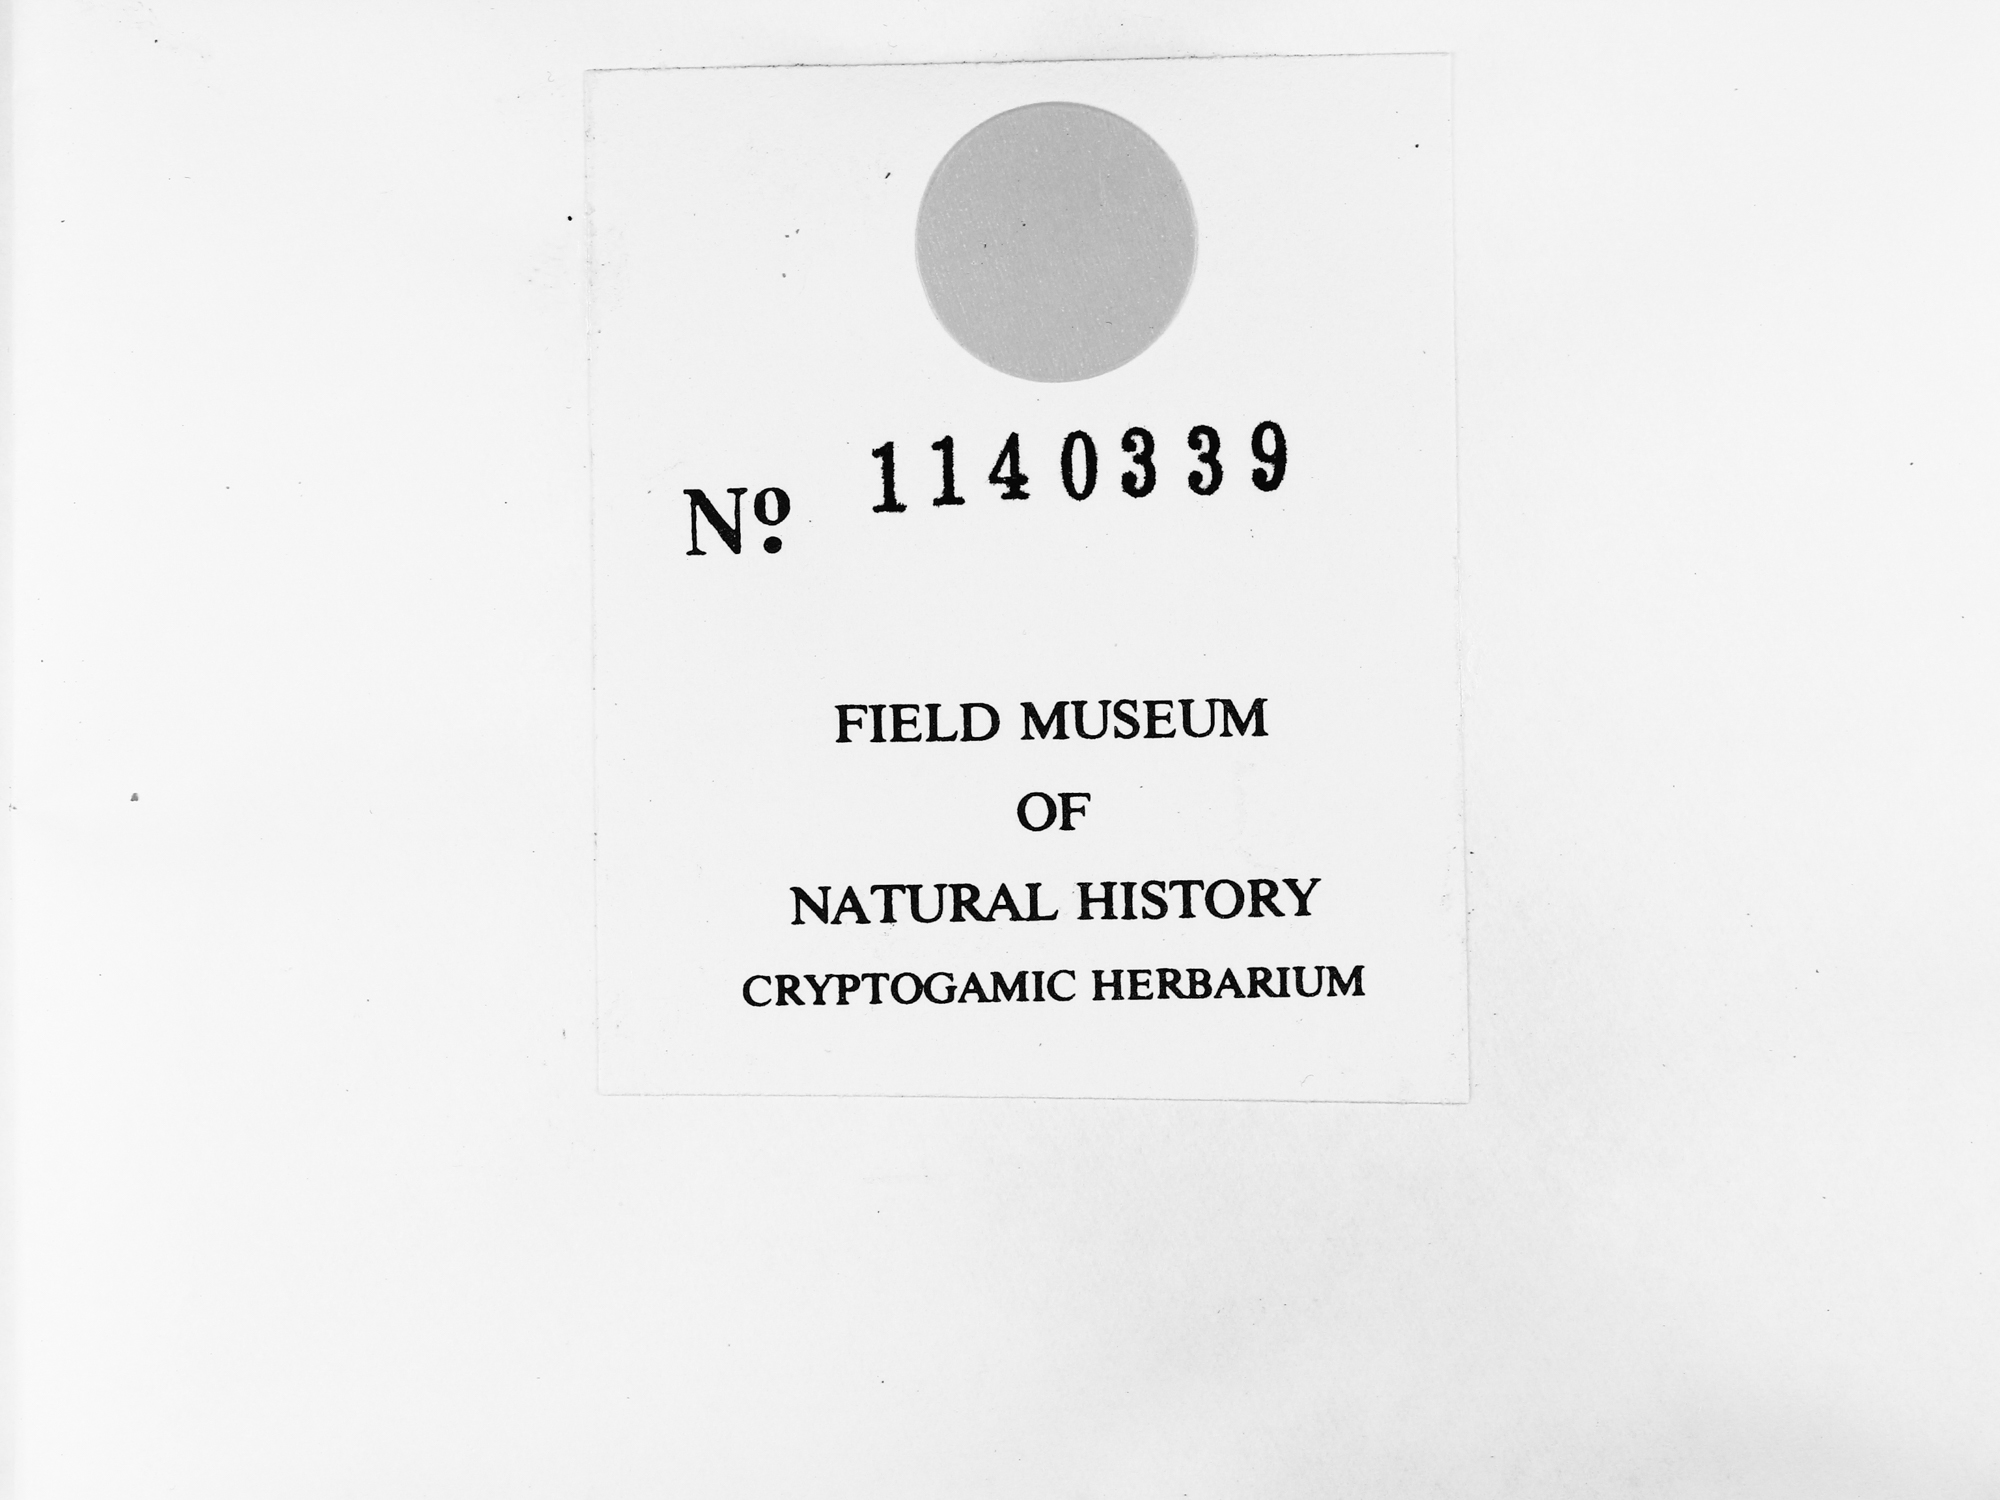 Nº 1140339
FIELD MUSEUM
OF
NATURAL HISTORY
CRYPTOGAMIC HERBARIUM